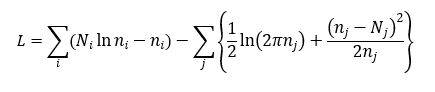 L = ∑_i (N_i ln n_i − n_i) − ∑_j { 1/2 ln(2πn_j) + (n_j − N_j)² / 2n_j }